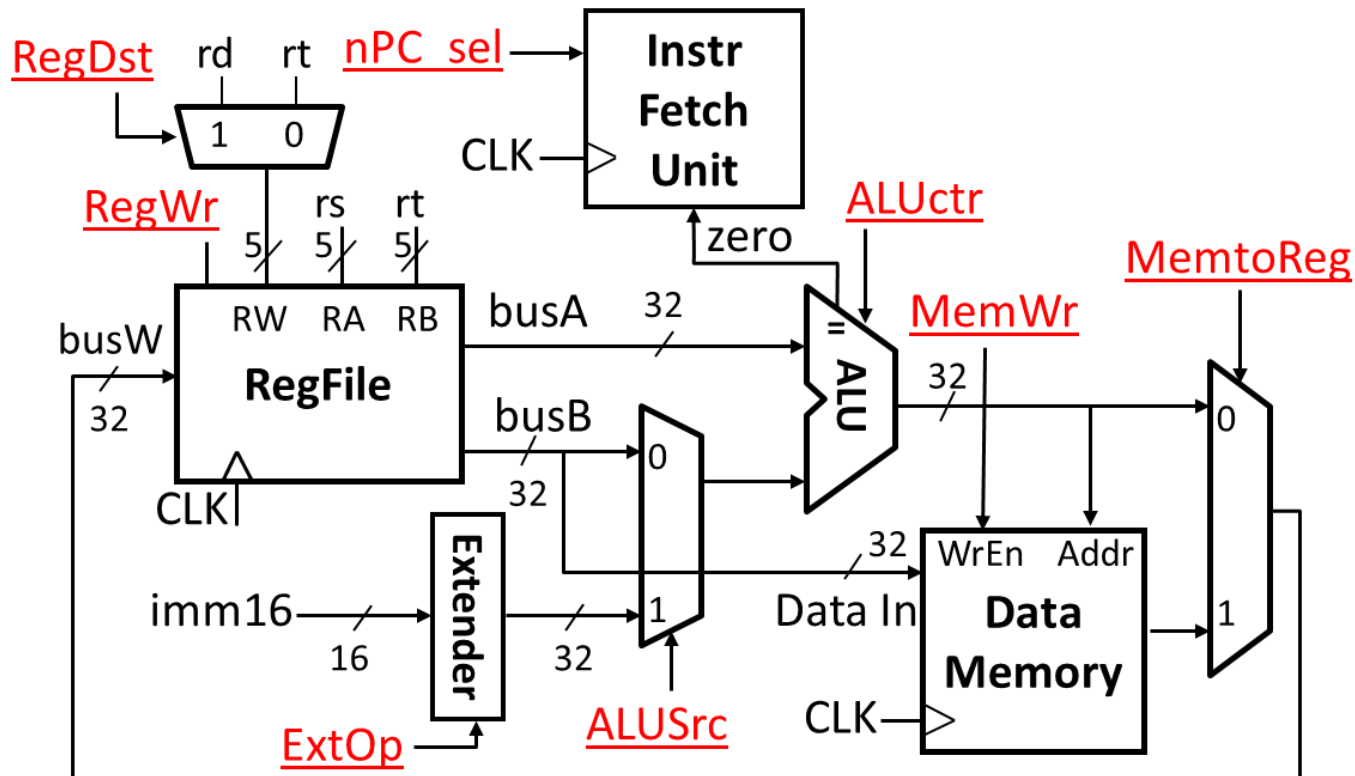 RegDst
rd rt
nPC_sel
Instr
Fetch
Unit
1 0
CLK
RegWr
rs rt
ALUctr
5 5 5
zero
MemtoReg
RW RA RB
busA
32
=
MemWr
busW
RegFile
ALU
32
32
busB
0
0
32
CLK
Extender
32
WrEn Addr
imm16
1
Data In
Data
1
16
32
Memory
ALUSrc
CLK
ExtOp